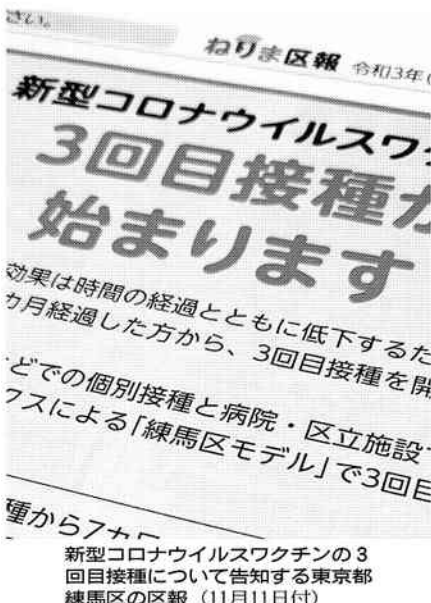 さい。
ねりま区報 令和3年(
新型コロナウイルスワク
3回目接種が
始まります
効果は時間の経過とともに低下するた
カ月経過した方から、3回目接種を開
どでの個別接種と病院・区立施設
クスによる「練馬区モデル」で3回目
種から7カ月
新型コロナウイルスワクチンの3
回目接種について告知する東京都
練馬区の区報(11月11日付)